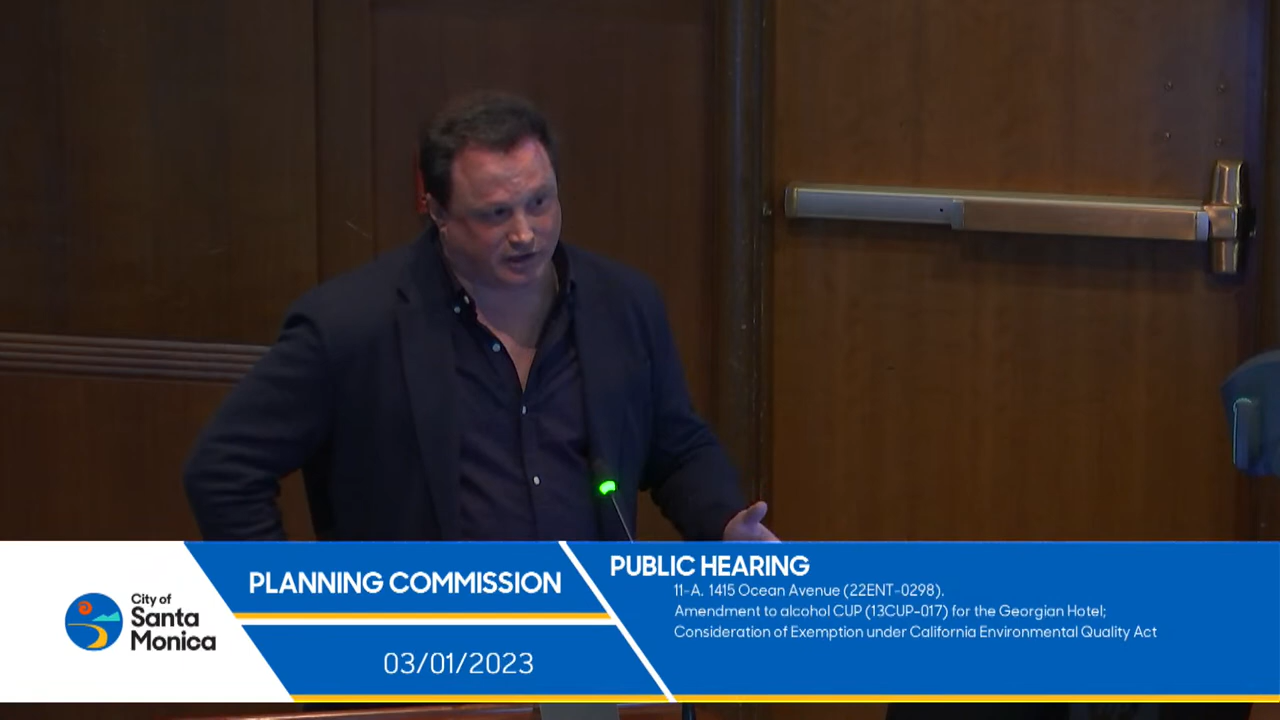 PLANNING COMMISSION
City of
Santa
Monica
03/01/2023
PUBLIC HEARING
11-A. 1415 Ocean Avenue (22ENT-0298).
Amendment to alcohol CUP (13CUP-017) for the Georgian Hotel;
Consideration of Exemption under California Environmental Quality Act